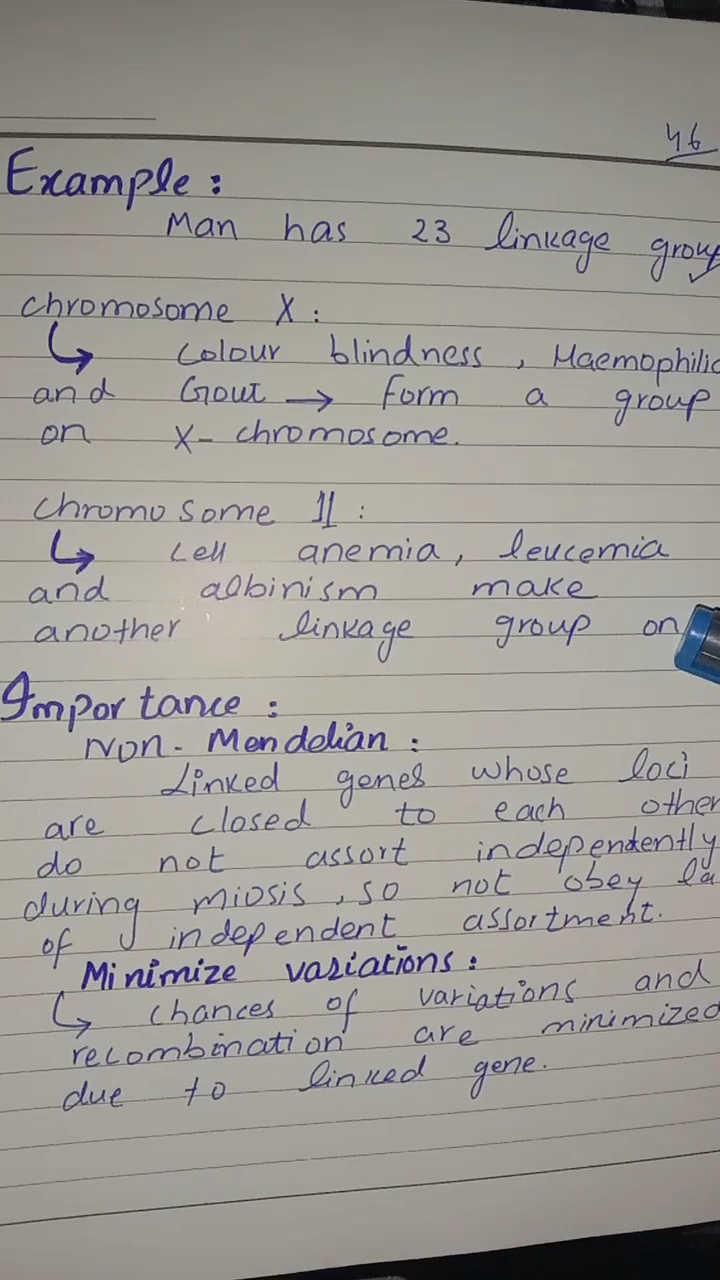 46
Example:
Man has 23 linkage group
chromosome X:
colour blindness, Haemophilic
and Gout → form a group
on X- chromosome.
chromosome 11:
cell anemia, leucemia
and albinism make
another linkage group on
Importance:
Non- Mendelian:
Linked genes whose loci
are closed to each other
do not assort independently
during miosis, so not obey la
of independent assortment.
Minimize variations:
chances of variations and
recombination are minimized
due to linked gene.